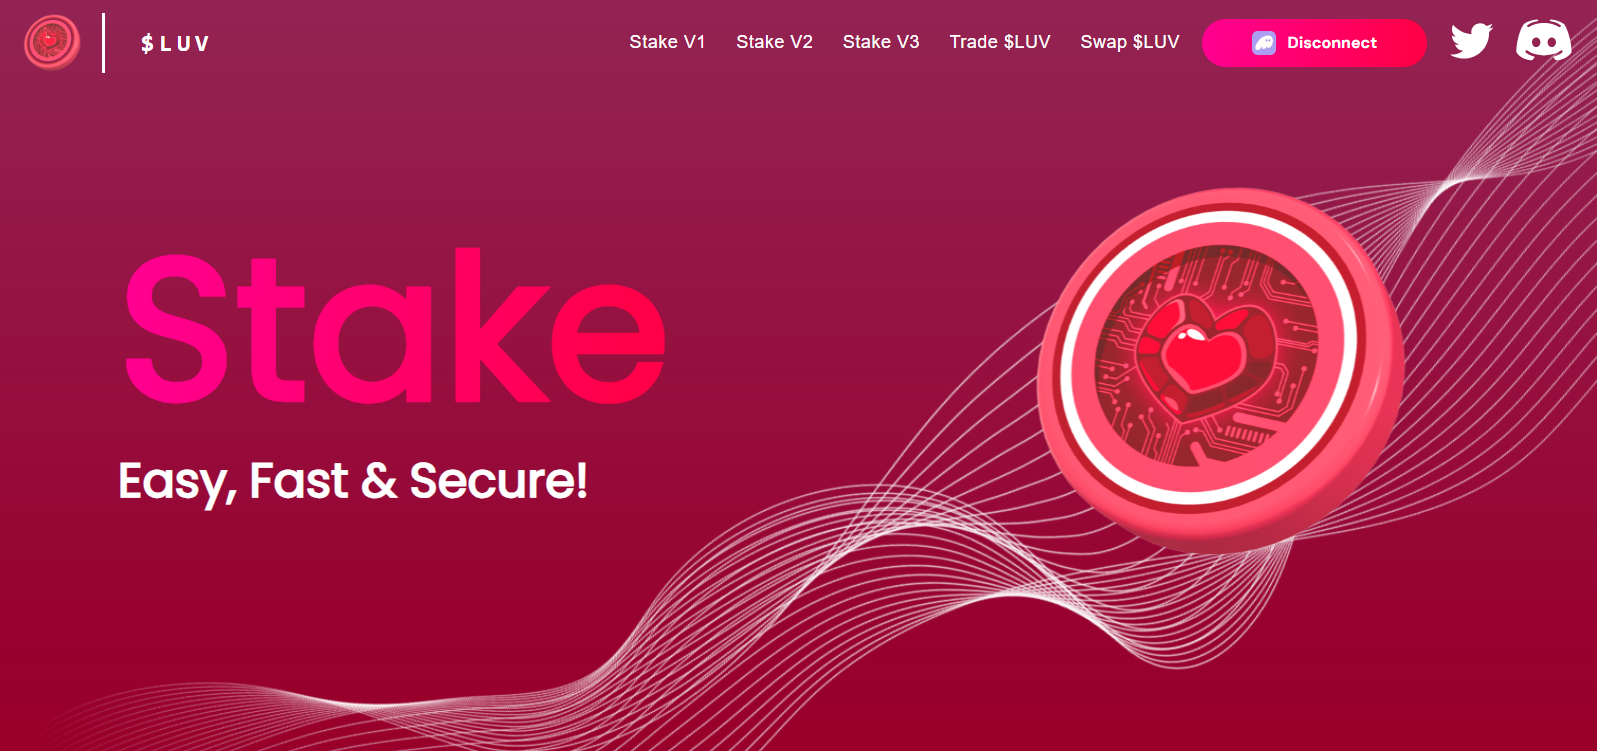 $LUV
Stake V1
Stake V2
Stake V3
Trade $LUV
Swap $LUV
Disconnect
Stake
Easy, Fast & Secure!